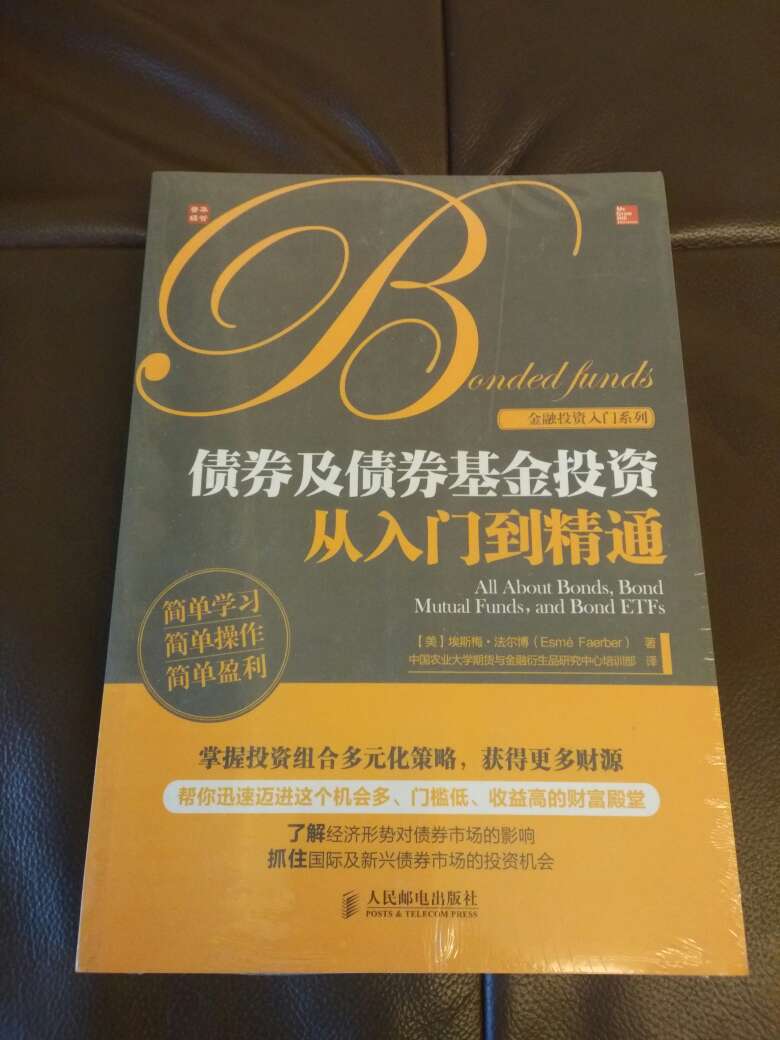 普华
经管
Mc
Graw
Hill
Education
Bonded funds
金融投资入门系列
债券及债券基金投资
从入门到精通
All About Bonds, Bond
Mutual Funds, and Bond ETFs
简单学习
简单操作
简单盈利
【美】埃斯梅·法尔博（Esmé Faerber） 著
中国农业大学期货与金融衍生品研究中心培训部 译
掌握投资组合多元化策略，获得更多财源
帮你迅速迈进这个机会多、门槛低、收益高的财富殿堂
了解经济形势对债券市场的影响
抓住国际及新兴债券市场的投资机会
人民邮电出版社
POSTS & TELECOM PRESS